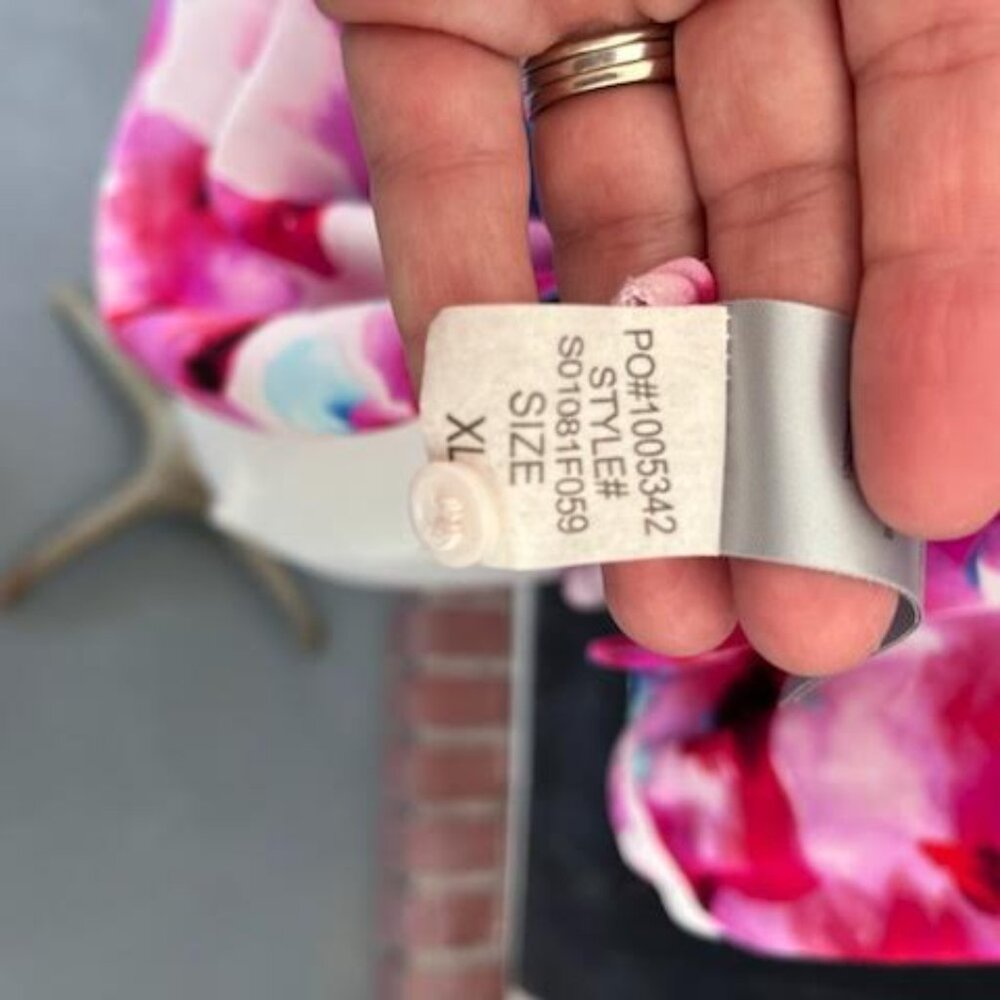 PO#1005342
STYLE#
S01081F059
SIZE
XL